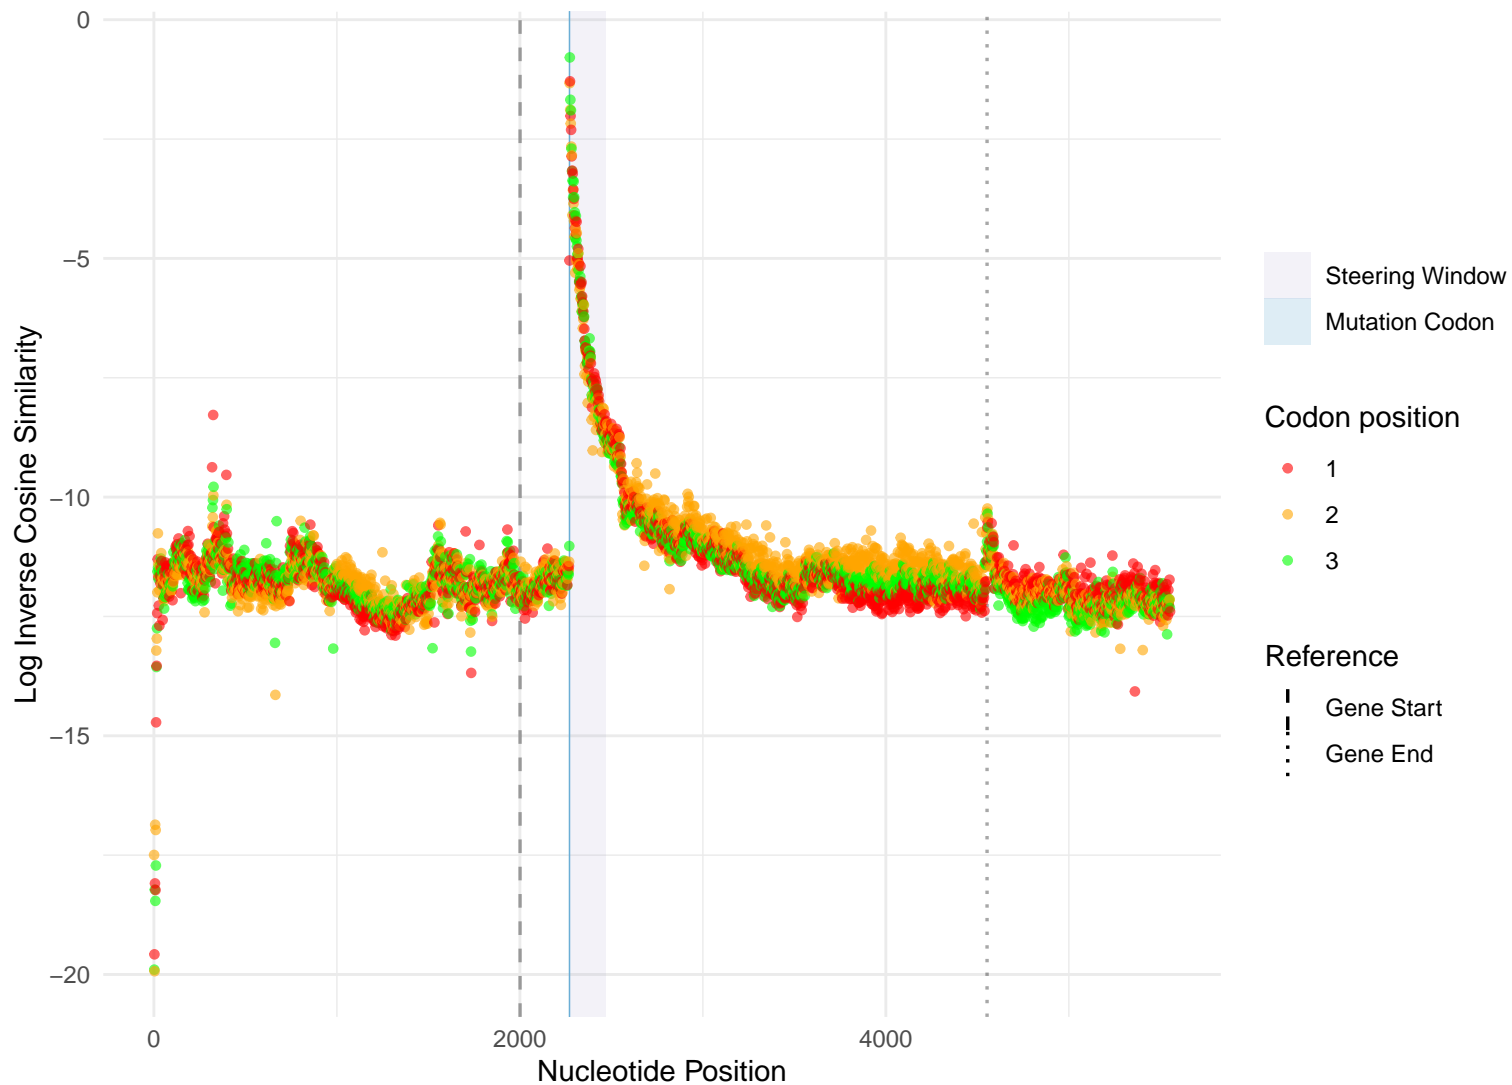 0
−5
−10
−15
−20
Log Inverse Cosine Similarity
0
2000
4000
Nucleotide Position
Steering Window
Mutation Codon
Codon position
1
2
3
Reference
Gene Start
Gene End